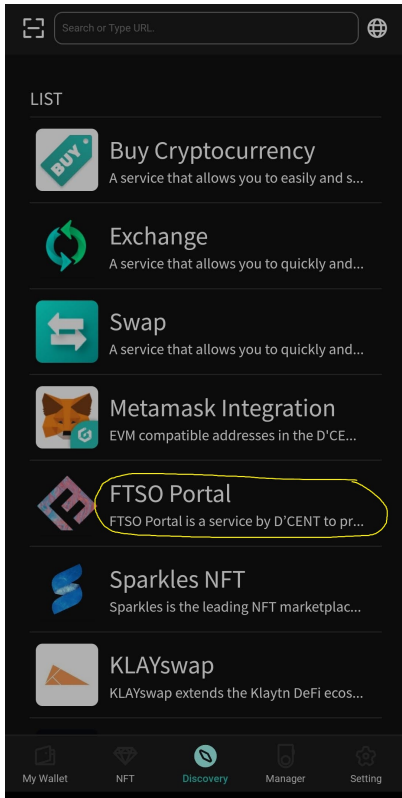 Search or Type URL.
LIST
BUY
Buy Cryptocurrency
A service that allows you to easily and s...
Exchange
A service that allows you to quickly and...
Swap
A service that allows you to quickly and...
Metamask Integration
EVM compatible addresses in the D'CE...
FTSO Portal
FTSO Portal is a service by D'CENT to pr...
Sparkles NFT
Sparkles is the leading NFT marketplac...
KLAYswap
KLAYswap extends the Klaytn DeFi ecos...
My Wallet
NFT
Discovery
Manager
Setting